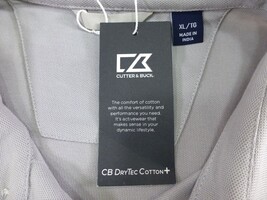 XL/TG
MADE IN
INDIA
CUTTER & BUCK.
The comfort of cotton
with all the versatility and
performance you need.
It's activewear that
makes sense in your
dynamic lifestyle.
CB DRYTEC COTTON+